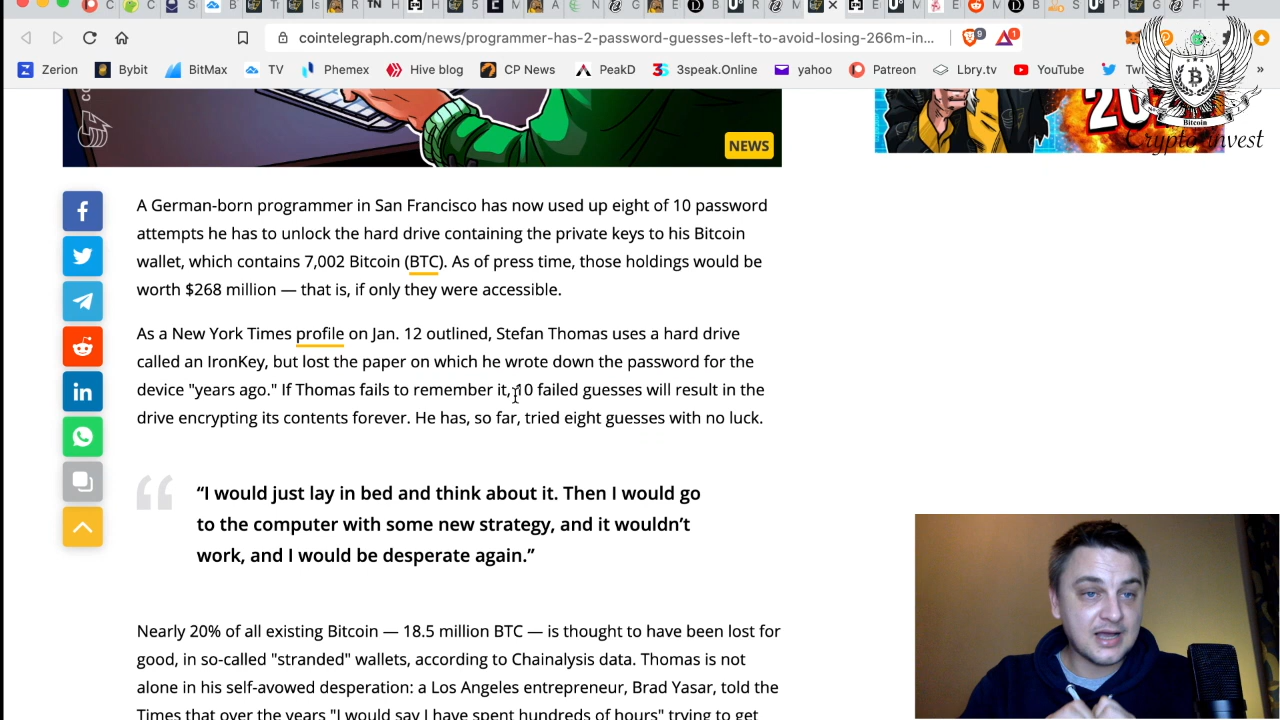 cointelegraph.com/news/programmer-has-2-password-guesses-left-to-avoid-losing-266m-in...
9
1
Zerion
Bybit
BitMax
TV
Phemex
Hive blog
CP News
PeakD
3speak.Online
yahoo
Patreon
Lbry.tv
YouTube
»
Bitcoin
Crypto Invest
20
NEWS
A German-born programmer in San Francisco has now used up eight of 10 password
attempts he has to unlock the hard drive containing the private keys to his Bitcoin
wallet, which contains 7,002 Bitcoin (BTC). As of press time, those holdings would be
worth $268 million — that is, if only they were accessible.
As a New York Times profile on Jan. 12 outlined, Stefan Thomas uses a hard drive
called an IronKey, but lost the paper on which he wrote down the password for the
device "years ago." If Thomas fails to remember it, 10 failed guesses will result in the
drive encrypting its contents forever. He has, so far, tried eight guesses with no luck.
“I would just lay in bed and think about it. Then I would go
to the computer with some new strategy, and it wouldn’t
work, and I would be desperate again.”
Nearly 20% of all existing Bitcoin — 18.5 million BTC — is thought to have been lost for
good, in so-called "stranded" wallets, according to Chainalysis data. Thomas is not
alone in his self-avowed desperation: a Los Angeles entrepreneur, Brad Yasar, told the
Times that over the years "I would say I have spent hundreds of hours" trying to get